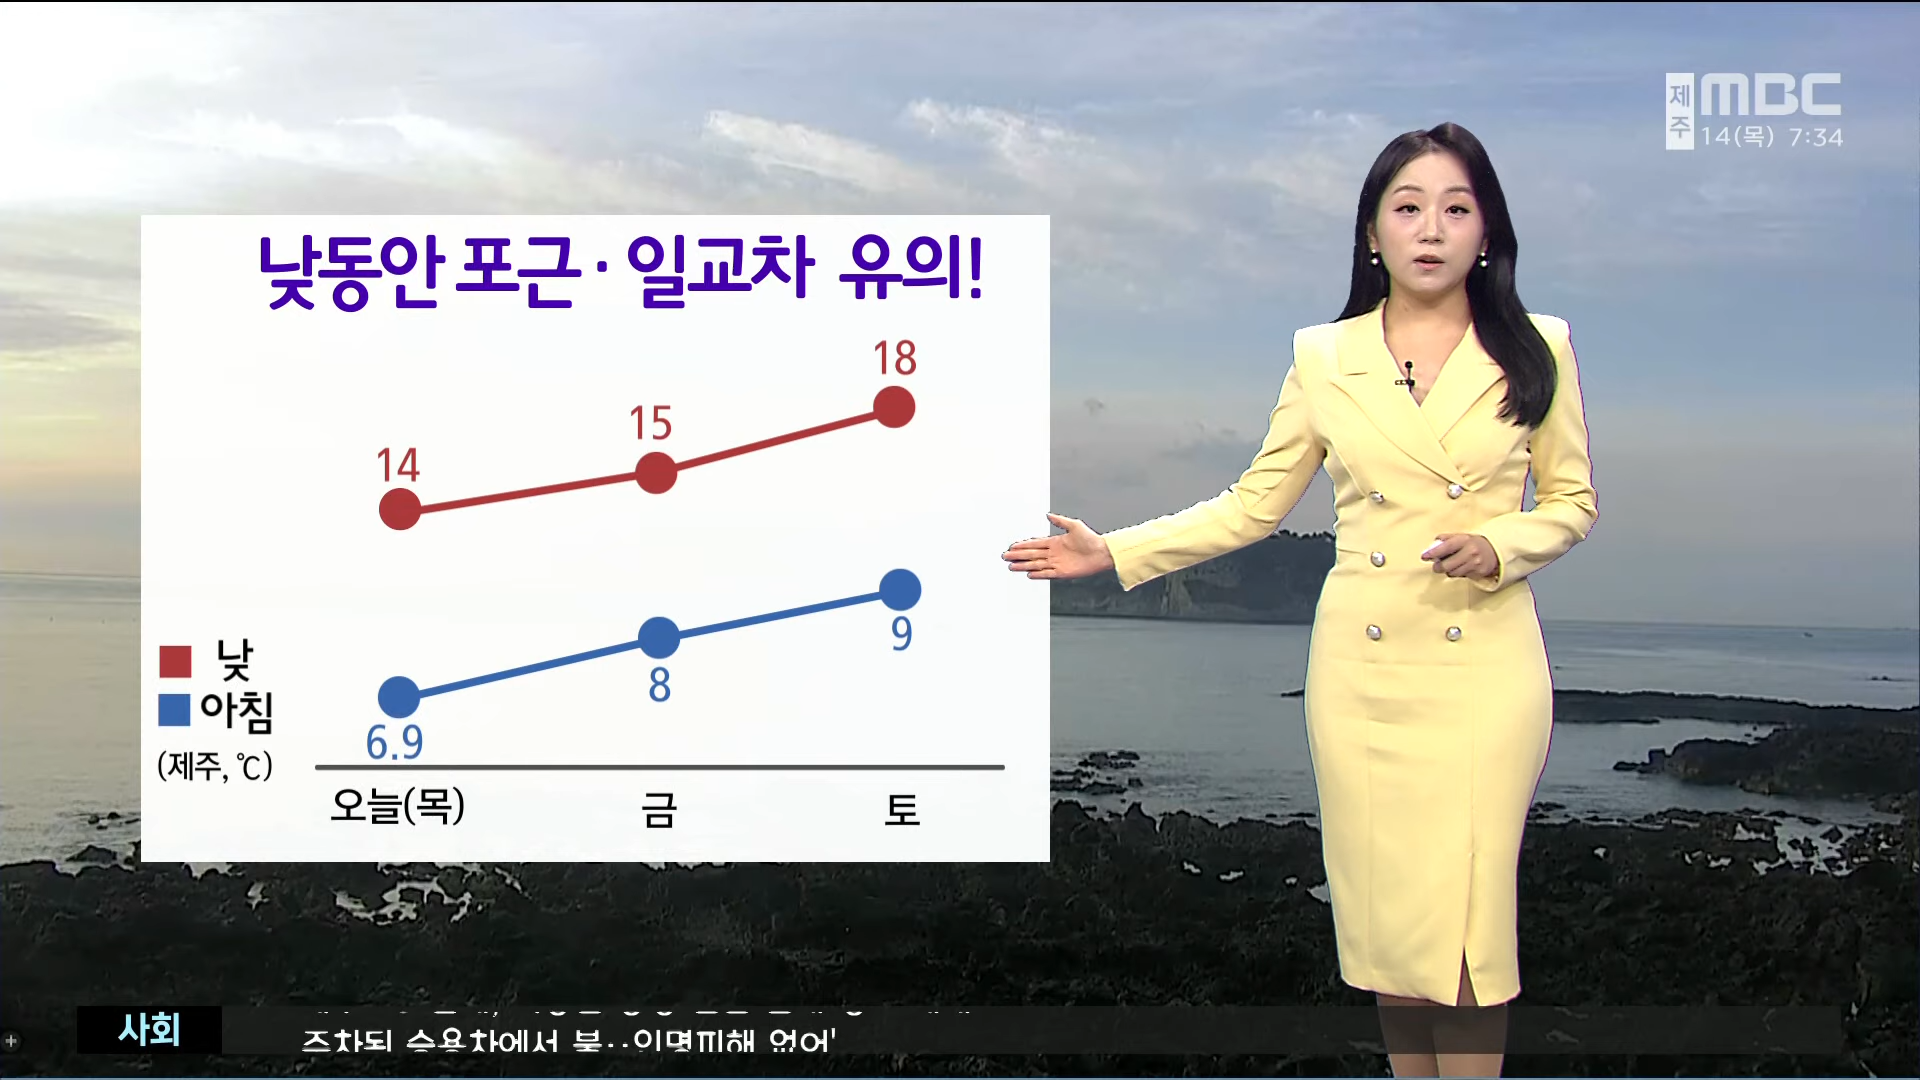 제주 MBC
14(목) 7:34
낮동안 포근·일교차 유의!
18
15
14
9
8
6.9
낮
아침
(제주, ℃)
오늘(목) 금 토
사회
주차된 승용차에서 불‥인명피해 없어'